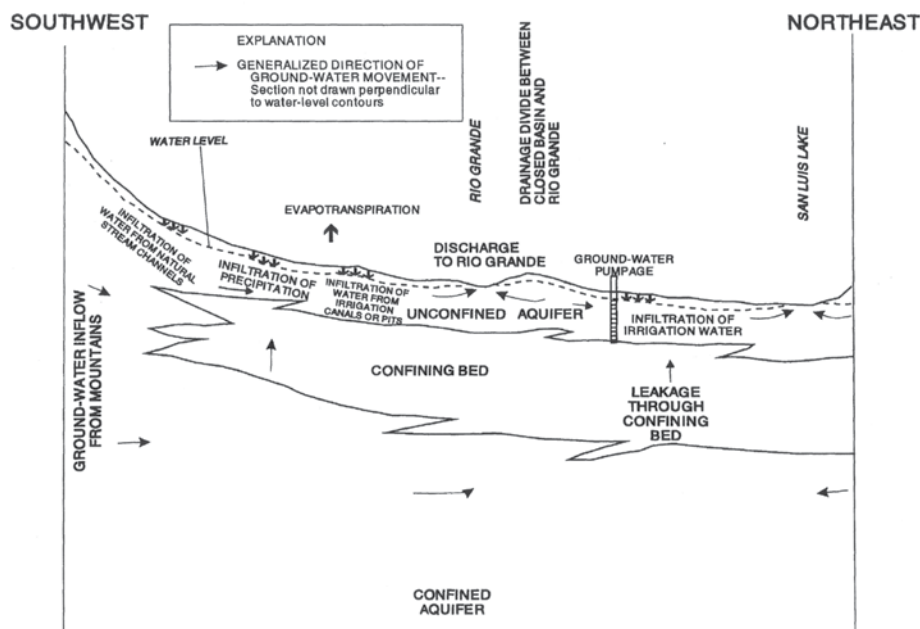 SOUTHWEST
NORTHEAST
EXPLANATION
GENERALIZED DIRECTION OF
GROUND-WATER MOVEMENT--
Section not drawn perpendicular
to water-level contours
WATER LEVEL
RIO GRANDE
DRAINAGE DIVIDE BETWEEN
CLOSED BASIN AND
RIO GRANDE
SAN LUIS LAKE
EVAPOTRANSPIRATION
DISCHARGE
TO RIO GRANDE
GROUND-WATER
PUMPAGE
INFILTRATION OF
WATER FROM NATURAL
STREAM CHANNELS
INFILTRATION OF
PRECIPITATION
INFILTRATION OF
WATER FROM
IRRIGATION
CANALS OR PITS
UNCONFINED AQUIFER
INFILTRATION OF
IRRIGATION WATER
GROUND-WATER INFLOW
FROM MOUNTAINS
CONFINING BED
LEAKAGE
THROUGH
CONFINING
BED
CONFINED
AQUIFER